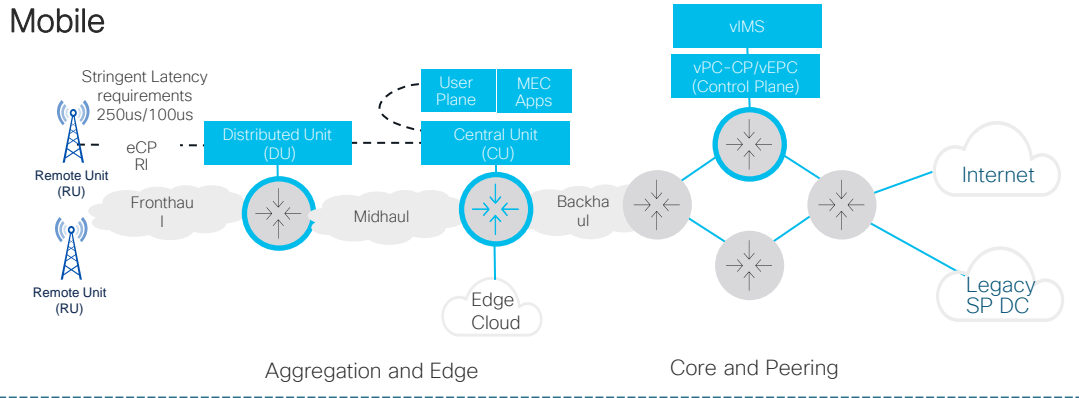 Mobile
Stringent Latency
requirements
250us/100us
eCP
RI
Remote Unit
(RU)
Remote Unit
(RU)
Fronthau
l
Distributed Unit
(DU)
Midhaul
User
Plane
MEC
Apps
Central Unit
(CU)
Edge
Cloud
Backha
ul
vIMS
vPC-CP/vEPC
(Control Plane)
Internet
Legacy
SP DC
Aggregation and Edge
Core and Peering